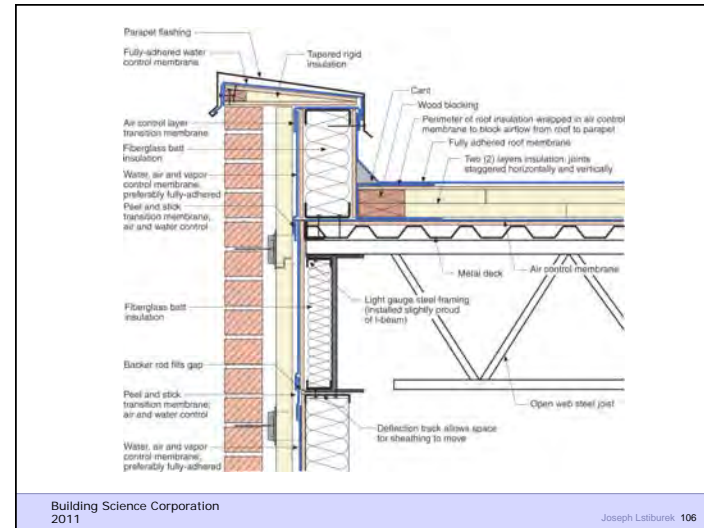 Parapet flashing
Fully-adhered water
control membrane
Tapered rigid
insulation
Cant
Wood blocking
Perimeter of roof insulation wrapped in air control
membrane to block airflow from roof to parapet
Fully adhered roof membrane
Two (2) layers insulation: joints
staggered horizontally and vertically
Air control layer
transition membrane
Fiberglass batt
insulation
Water, air and vapor
control membrane,
preferably fully-adhered
Peel and stick
transition membrane;
air and water control
Metal deck
Air control membrane
Fiberglass batt
insulation
Light gauge steel framing
(installed slightly proud
of I-beam)
Backer rod fills gap
Peel and stick
transition membrane;
air and water control
Open web steel joist
Deflection track allows space
for sheathing to move
Water, air and vapor
control membrane,
preferably fully-adhered
Building Science Corporation
2011
Joseph Lstiburek 106